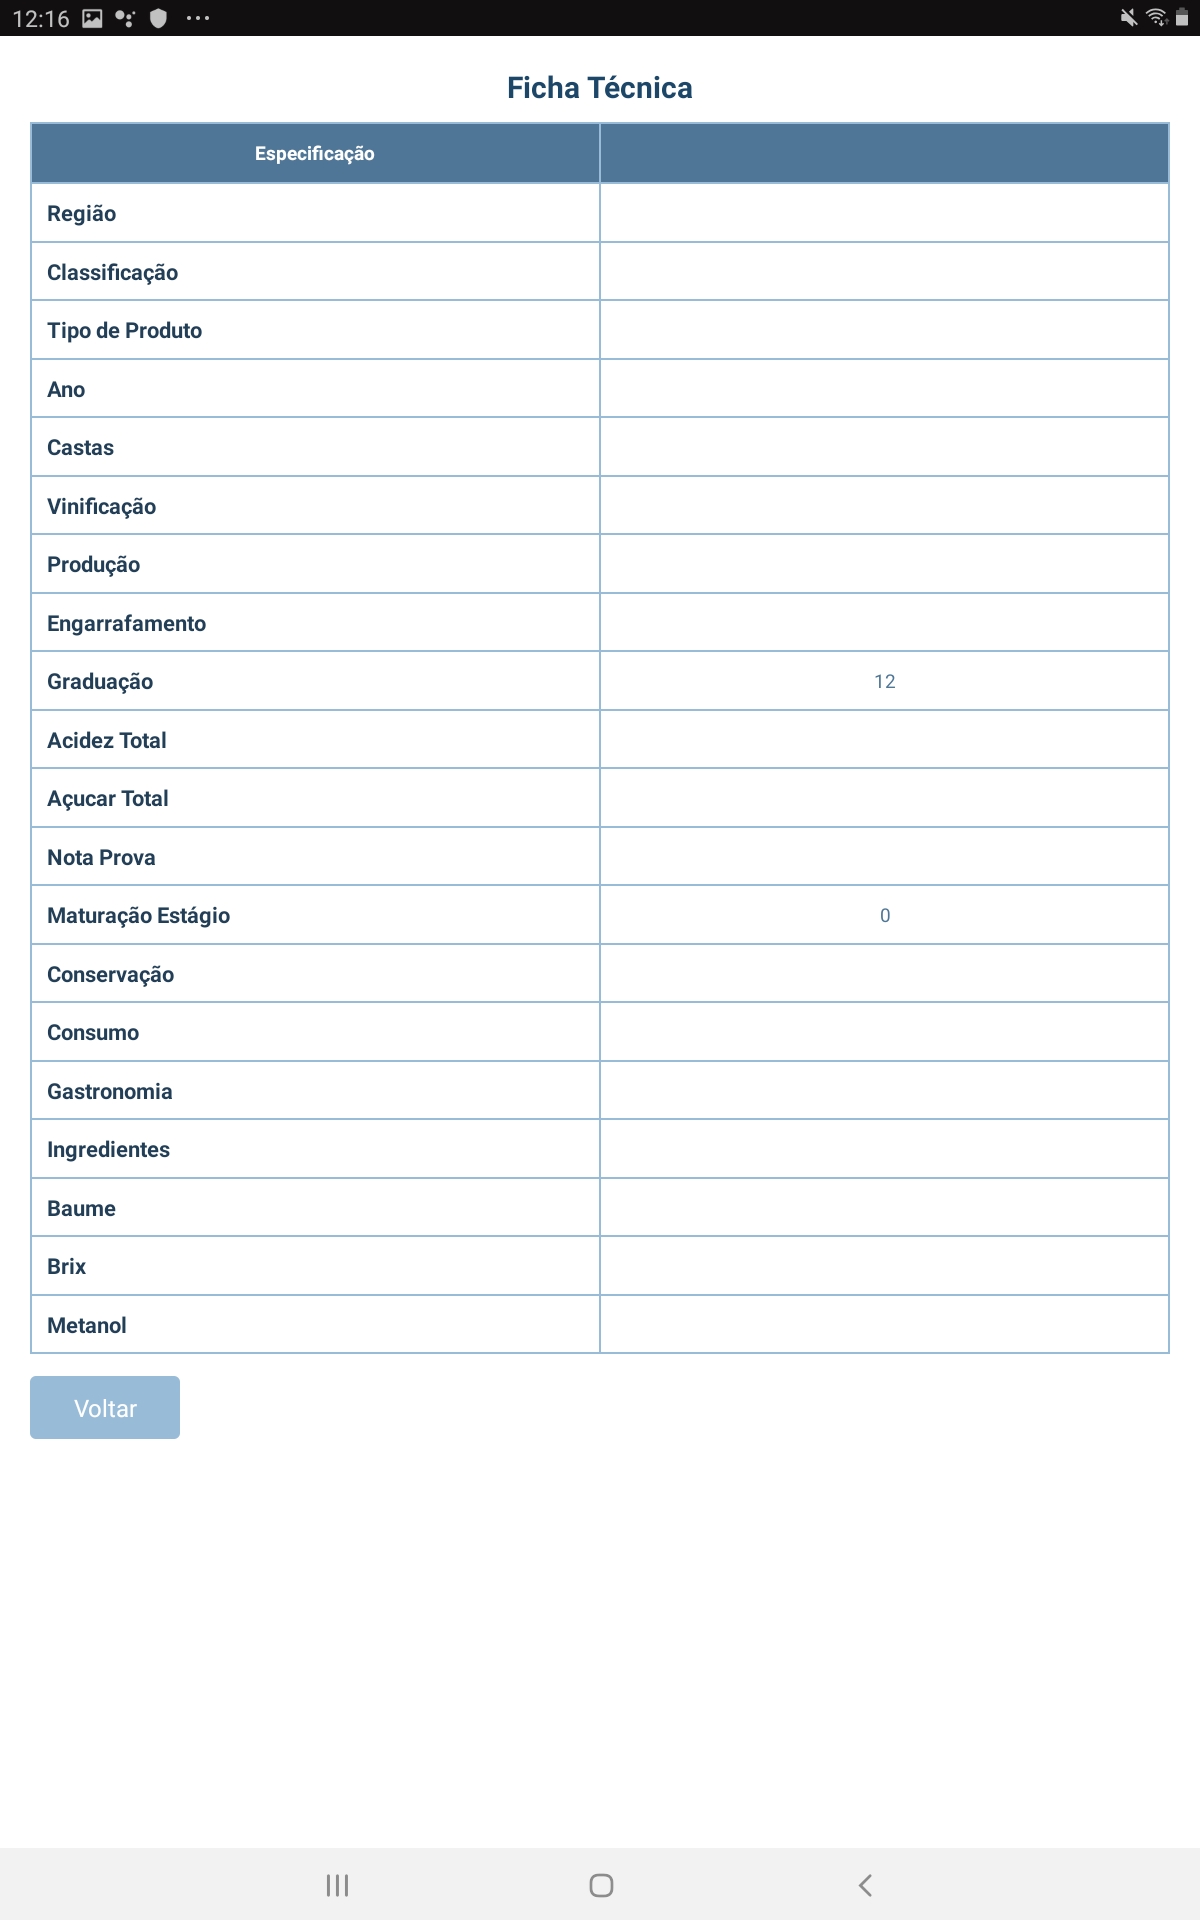 12:16
Ficha Técnica
Especificação
Região
Classificação
Tipo de Produto
Ano
Castas
Vinificação
Produção
Engarrafamento
Graduação 12
Acidez Total
Açucar Total
Nota Prova
Maturação Estágio 0
Conservação
Consumo
Gastronomia
Ingredientes
Baume
Brix
Metanol
Voltar